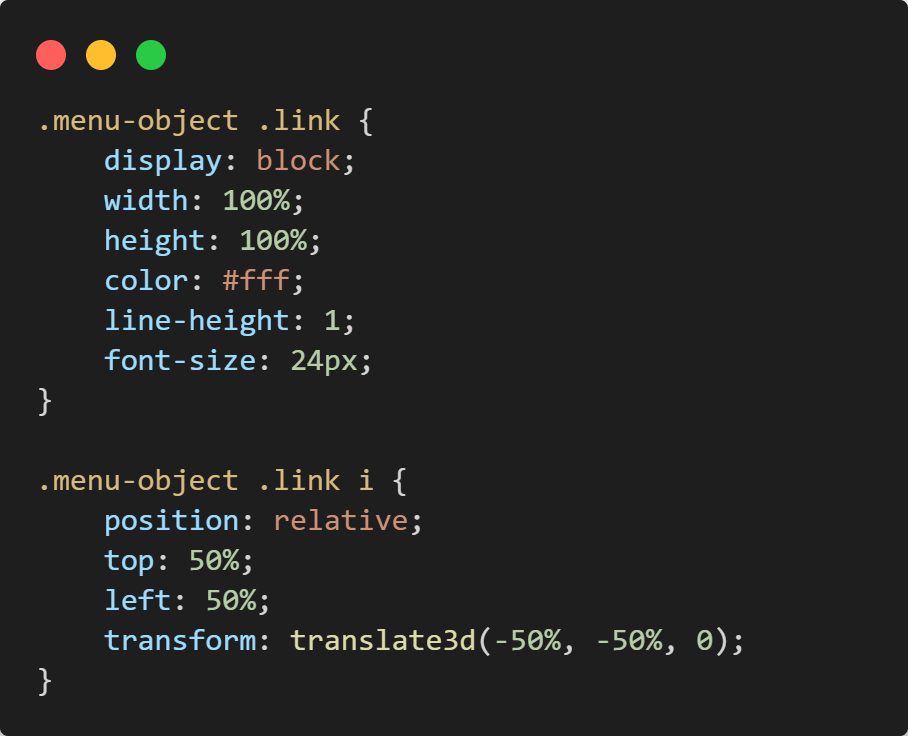 .menu-object .link {
    display: block;
    width: 100%;
    height: 100%;
    color: #fff;
    line-height: 1;
    font-size: 24px;
}

.menu-object .link i {
    position: relative;
    top: 50%;
    left: 50%;
    transform: translate3d(-50%, -50%, 0);
}